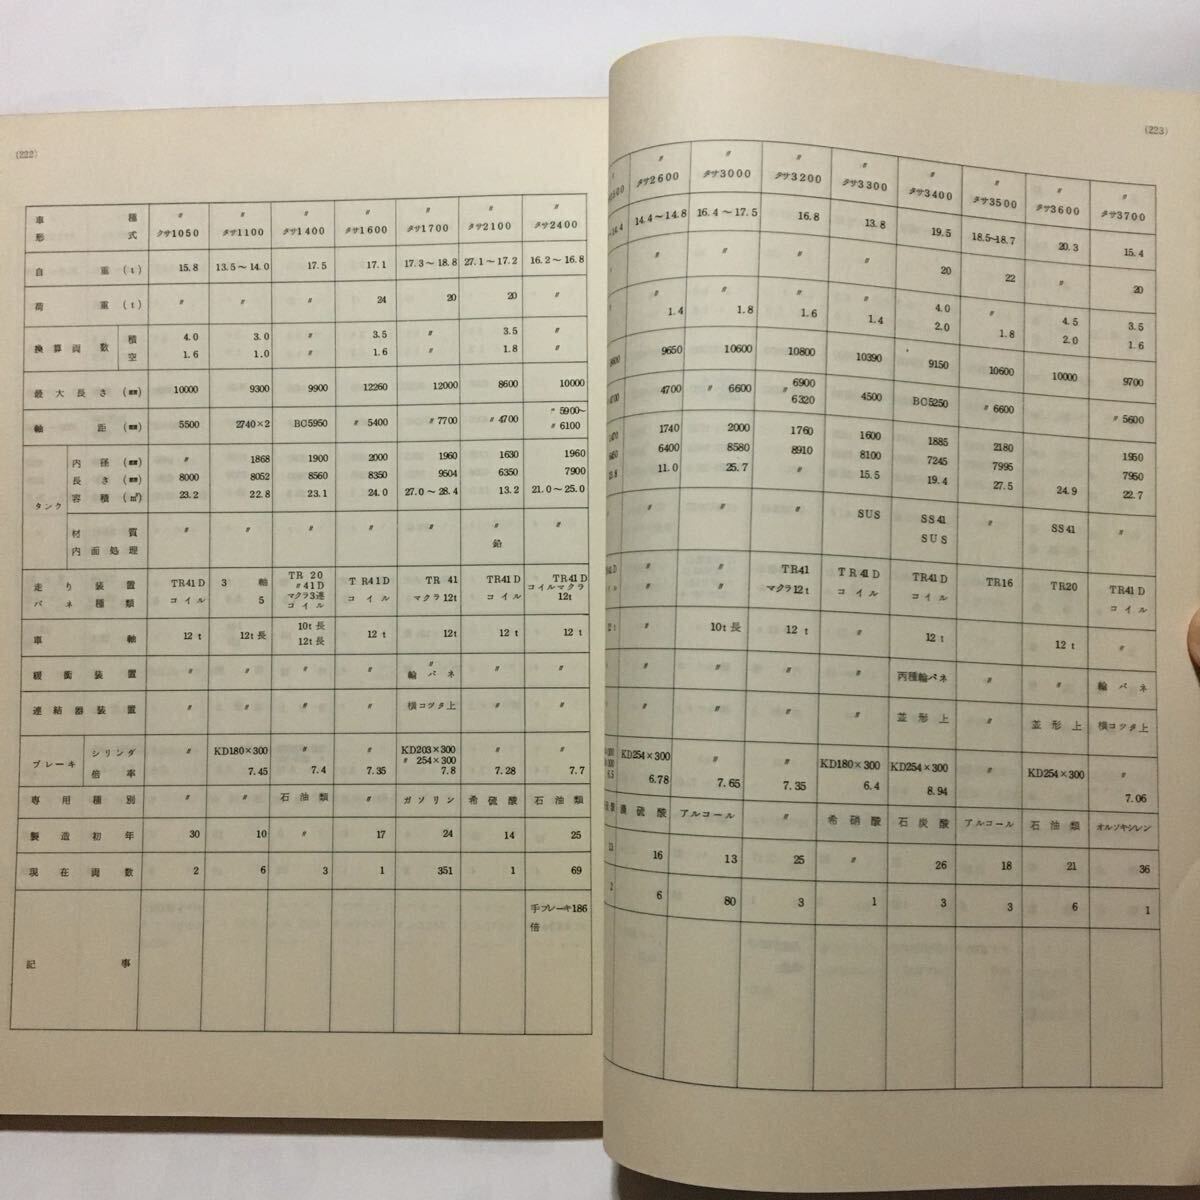 (222)
車種 〃 〃 〃 〃 〃 〃 〃
形式 タサ1050 タサ1100 タサ1400 タサ1600 タサ1700 タサ2100 タサ2400
自重(t) 15.8 13.5～14.0 17.5 17.1 17.3～18.8 27.1～17.2 16.2～16.8
荷重(t) 〃 〃 〃 24 20 20 〃
換算両数 積 4.0 3.0 〃 3.5 〃 3.5 〃
空 1.6 1.0 〃 1.6 〃 1.8 〃
最大長さ(㎜) 10000 9300 9900 12260 12000 8600 10000
軸距(㎜) 5500 2740×2 BC5950 〃 5400 〃7700 〃4700 〃5900～
〃6100
タンク 内径(㎜) 〃 1868 1900 2000 1960 1630 1960
長さ(㎜) 8000 8052 8560 8350 9504 6350 7900
容積(㎥) 23.2 22.8 23.1 24.0 27.0～28.4 13.2 21.0～25.0
材質 〃 〃 〃 〃 〃 〃 〃
内面処理 鉛
走り装置 TR41D 3軸 TR 20 TR41D TR 41 TR41D TR41D
〃41D
バネ種類 コイル 5 マクラ3連 コイル マクラ12t コイル コイルマクラ
コイル 12t
車軸 12t 12t長 10t長 12t 12t 12t 12t
12t長
緩衝装置 〃 〃 〃 〃 〃 〃 〃
輪バネ
連結器装置 〃 〃 〃 〃 横コツタ上 〃 〃
ブレーキ シリンダ 〃 KD180×300 〃 〃 KD203×300 〃 〃
〃 254×300
倍率 7.45 7.4 7.35 7.8 7.28 7.7
専用種別 〃 〃 石油類 〃 ガソリン 希硫酸 石油類
製造初年 30 10 〃 17 24 14 25
現在両数 2 6 3 1 351 1 69
記事 手ブレーキ186
倍
(223)
〃 〃 〃 〃 〃 〃 〃 〃
タサ2600 タサ3000 タサ3200 タサ3300 タサ3400 タサ3500 タサ3600 タサ3700
14.4～14.8 16.4～17.5 16.8 13.8 19.5 18.5～18.7 20.3 15.4
〃 〃 〃 〃 20 22 〃 20
1.4 1.8 1.6 1.4 4.0 1.8 4.5 3.5
2.0 2.0 1.6
9650 10600 10800 10390 9150 10600 10000 9700
4700 〃 6600 〃6900 4500 BC5250 〃6600 〃5600
〃 6320
1740 2000 1760 1600 1885 2180 1950
6400 8580 8910 8100 7245 7995 7950
11.0 25.7 〃 15.5 19.4 27.5 24.9 22.7
〃 〃 〃 SUS SS41 〃 SS41 〃
SUS
〃 〃 TR41 TR41D TR41D TR16 TR20 TR41D
〃 〃 マクラ12t コイル コイル コイル
〃 10t長 12t 〃 12t 12t 〃
〃 〃 〃 〃 丙種輪バネ 〃 〃 輪バネ
〃 〃 〃 〃 並形上 〃 並形上 横コツタ上
KD254×300 〃 〃 KD180×300 KD254×300 〃 KD254×300 〃
6.78 7.65 7.35 6.4 8.94 7.06
濃硫酸 アルコール 〃 希硝酸 石炭酸 アルコール 石油類 オルソキシレン
16 13 25 〃 26 18 21 36
6 80 3 1 3 3 6 1